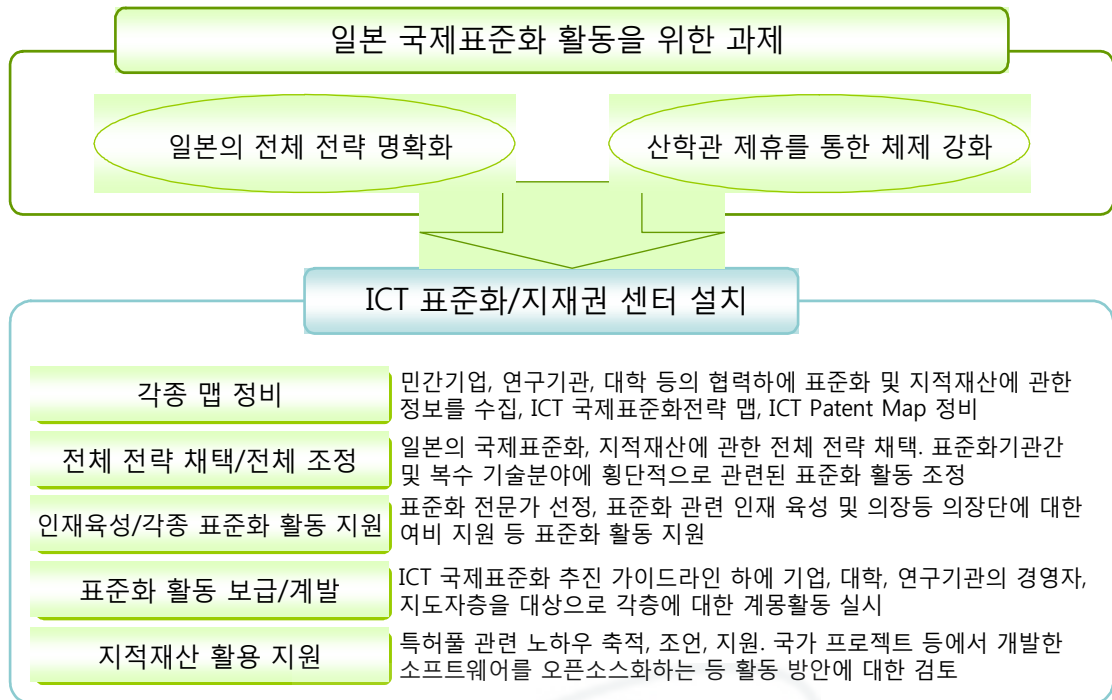 일본 국제표준화 활동을 위한 과제
일본의 전체 전략 명확화
산학관 제휴를 통한 체제 강화
ICT 표준화/지재권 센터 설치
각종 맵 정비
민간기업, 연구기관, 대학 등의 협력하에 표준화 및 지적재산에 관한
정보를 수집, ICT 국제표준화전략 맵, ICT Patent Map 정비
전체 전략 채택/전체 조정
일본의 국제표준화, 지적재산에 관한 전체 전략 채택. 표준화기관간
및 복수 기술분야에 횡단적으로 관련된 표준화 활동 조정
인재육성/각종 표준화 활동 지원
표준화 전문가 선정, 표준화 관련 인재 육성 및 의장등 의장단에 대한
여비 지원 등 표준화 활동 지원
표준화 활동 보급/계발
ICT 국제표준화 추진 가이드라인 하에 기업, 대학, 연구기관의 경영자,
지도자층을 대상으로 각층에 대한 계몽활동 실시
지적재산 활용 지원
특허풀 관련 노하우 축적, 조언, 지원. 국가 프로젝트 등에서 개발한
소프트웨어를 오픈소스화하는 등 활동 방안에 대한 검토